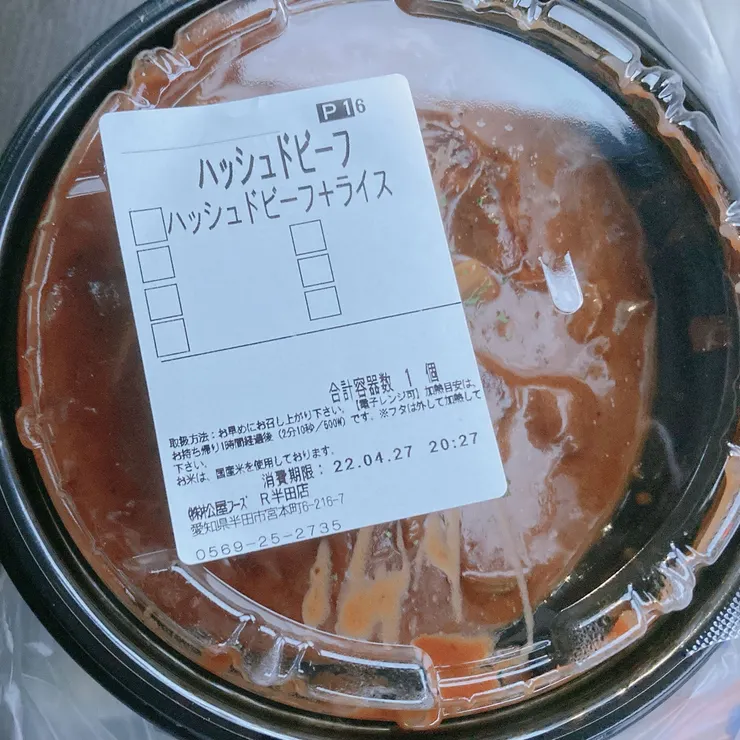 P16
ハッシュドビーフ
ハッシュドビーフ+ライス
合計容器数 1 個
取扱方法：お早めにお召し上がり下さい。【電子レンジ可】加熱目安は、
お持ち帰り1時間経過後（2分10秒/500W）です。※フタは外して加熱して
下さい。
お米は、国産米を使用しております。
消費期限：22.04.27 20:27
㈱松屋フーズ R半田店
愛知県半田市宮本町6-216-7
0569-25-2735